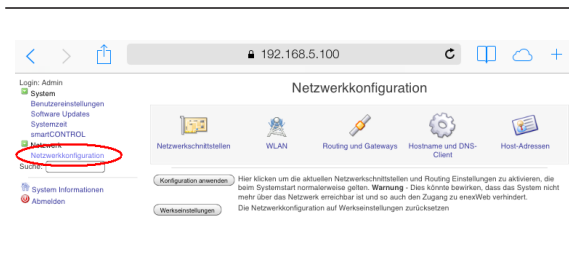 192.168.5.100
Login: Admin
System
Benutzereinstellungen
Software Updates
Systemzeit
smartCONTROL
Netzwerk
Netzwerkkonfiguration
Suche:
System Informationen
Abmelden
Netzwerkkonfiguration
Netzwerkschnittstellen
WLAN
Routing und Gateways
Hostname und DNS-
Client
Host-Adressen
Konfiguration anwenden
Hier klicken um die aktuellen Netzwerkschnittstellen und Routing Einstellungen zu aktivieren, die
beim Systemstart normalerweise gelten. Warnung - Dies könnte bewirken, dass das System nicht
mehr über das Netzwerk erreichbar ist und so auch den Zugang zu enexWeb verhindert.
Werkseinstellungen
Die Netzwerkkonfiguration auf Werkseinstellungen zurücksetzen